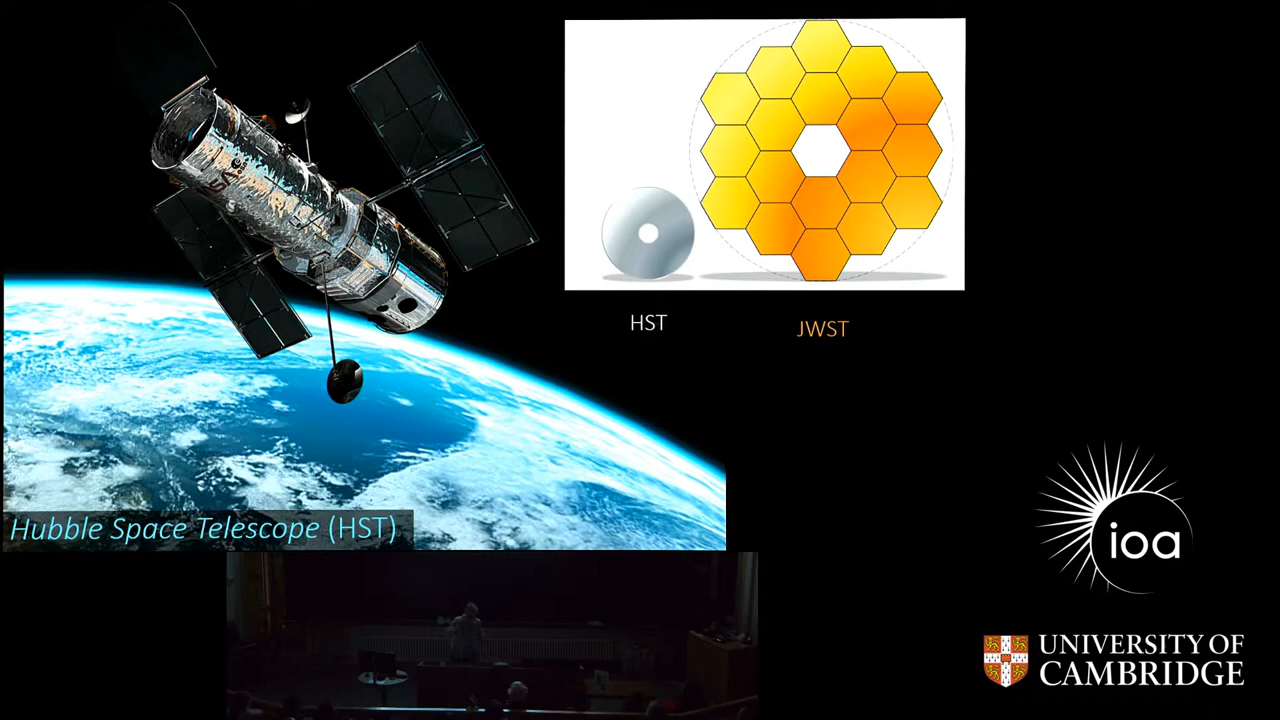 HST
JWST
Hubble Space Telescope (HST)
ioa
UNIVERSITY OF
CAMBRIDGE